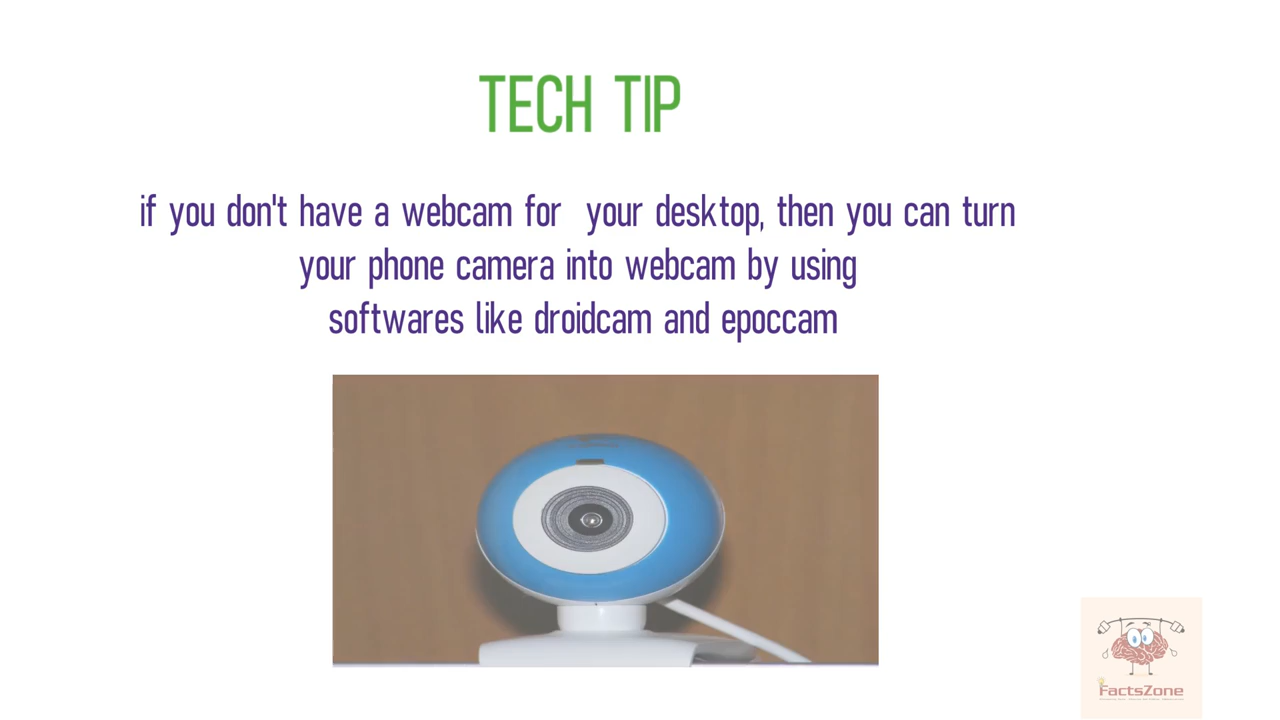 TECH TIP
if you don't have a webcam for your desktop, then you can turn
your phone camera into webcam by using
softwares like droidcam and epoccam
FactsZone